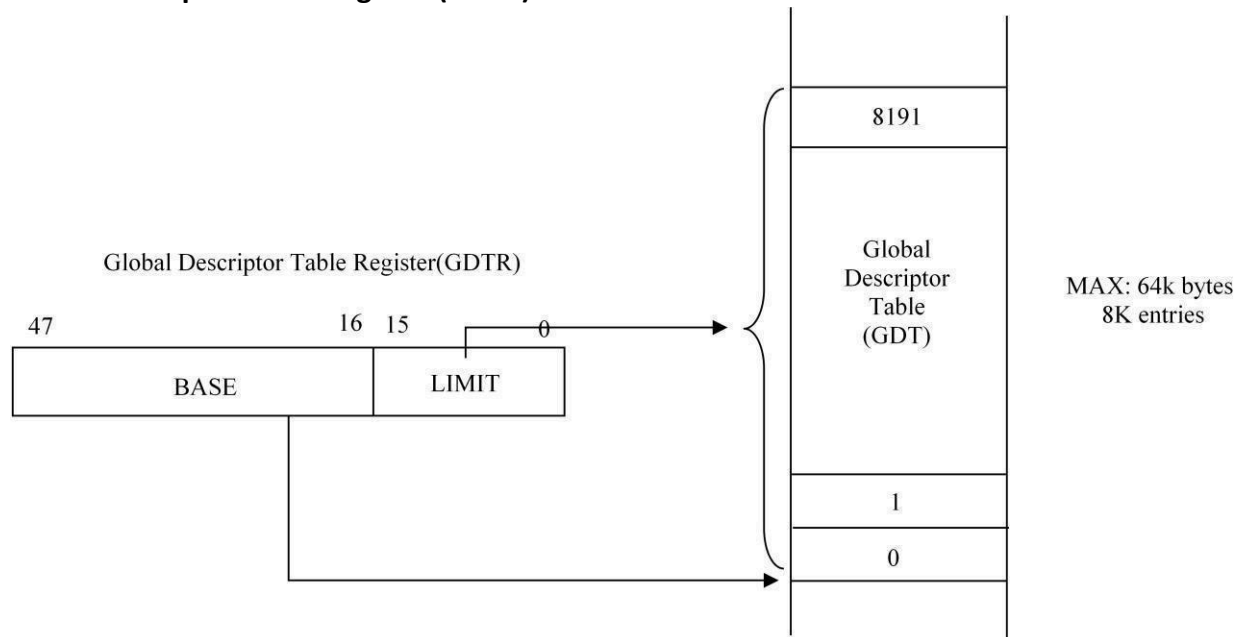 8191
Global Descriptor Table Register(GDTR)
47
16
15
0
BASE
LIMIT
Global
Descriptor
Table
(GDT)
MAX: 64k bytes
8K entries
1
0